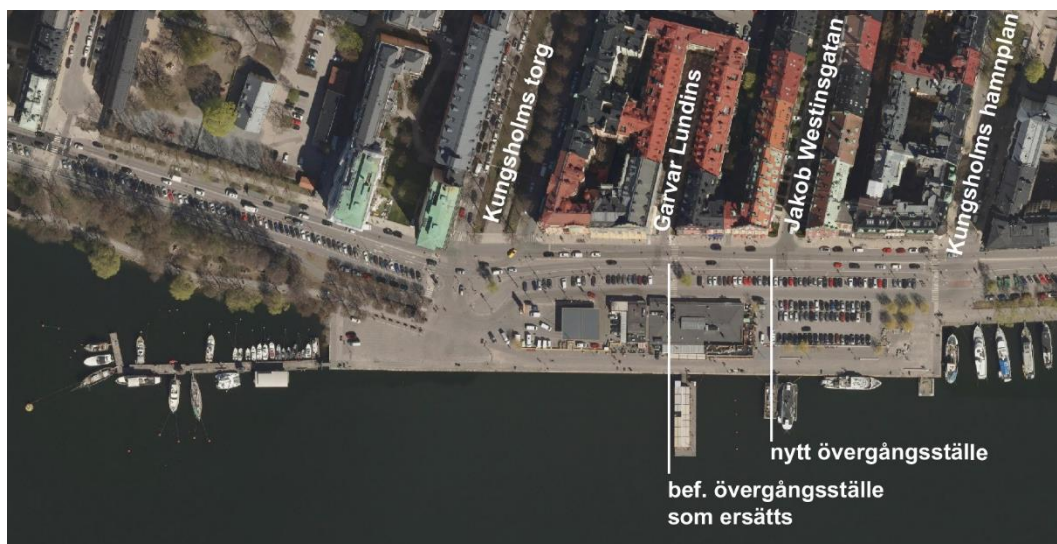 Kungsholms torg
Garvar Lundins
Jakob Westinsgatan
Kungsholms hamnplan
nytt övergångsställe
bef. övergångsställe
som ersätts